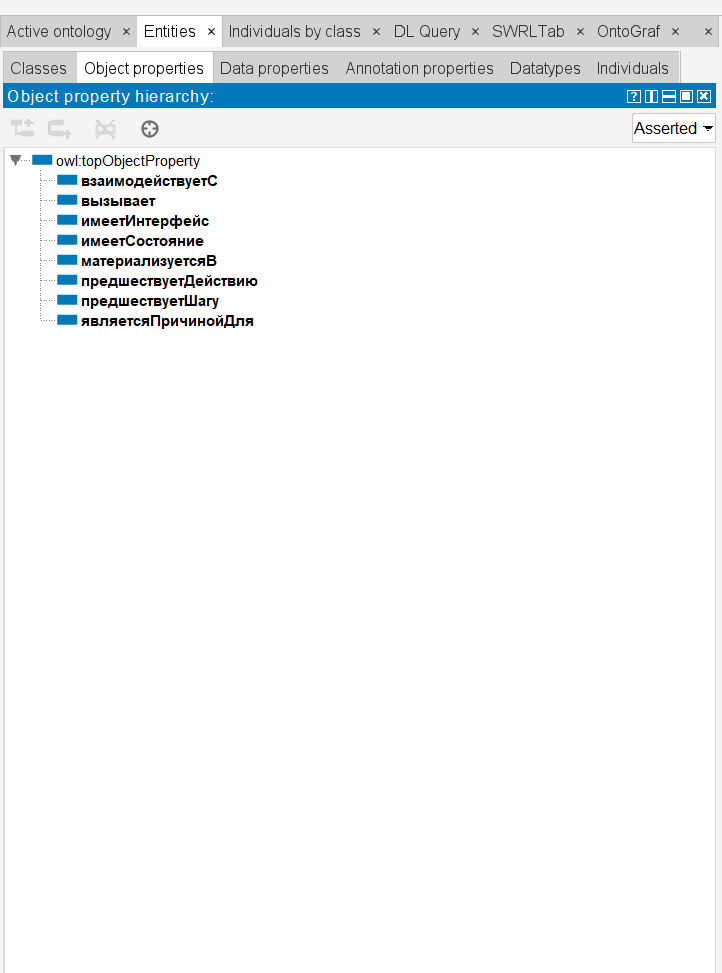 Active ontology × Entities × Individuals by class × DL Query × SWRLTab × OntoGraf × ×
Classes Object properties Data properties Annotation properties Datatypes Individuals
Object property hierarchy:
Asserted
owl:topObjectProperty
взаимодействуетС
вызывает
имеетИнтерфейс
имеетСостояние
материализуетсяВ
предшествуетДействию
предшествуетШагу
являетсяПричинойДля